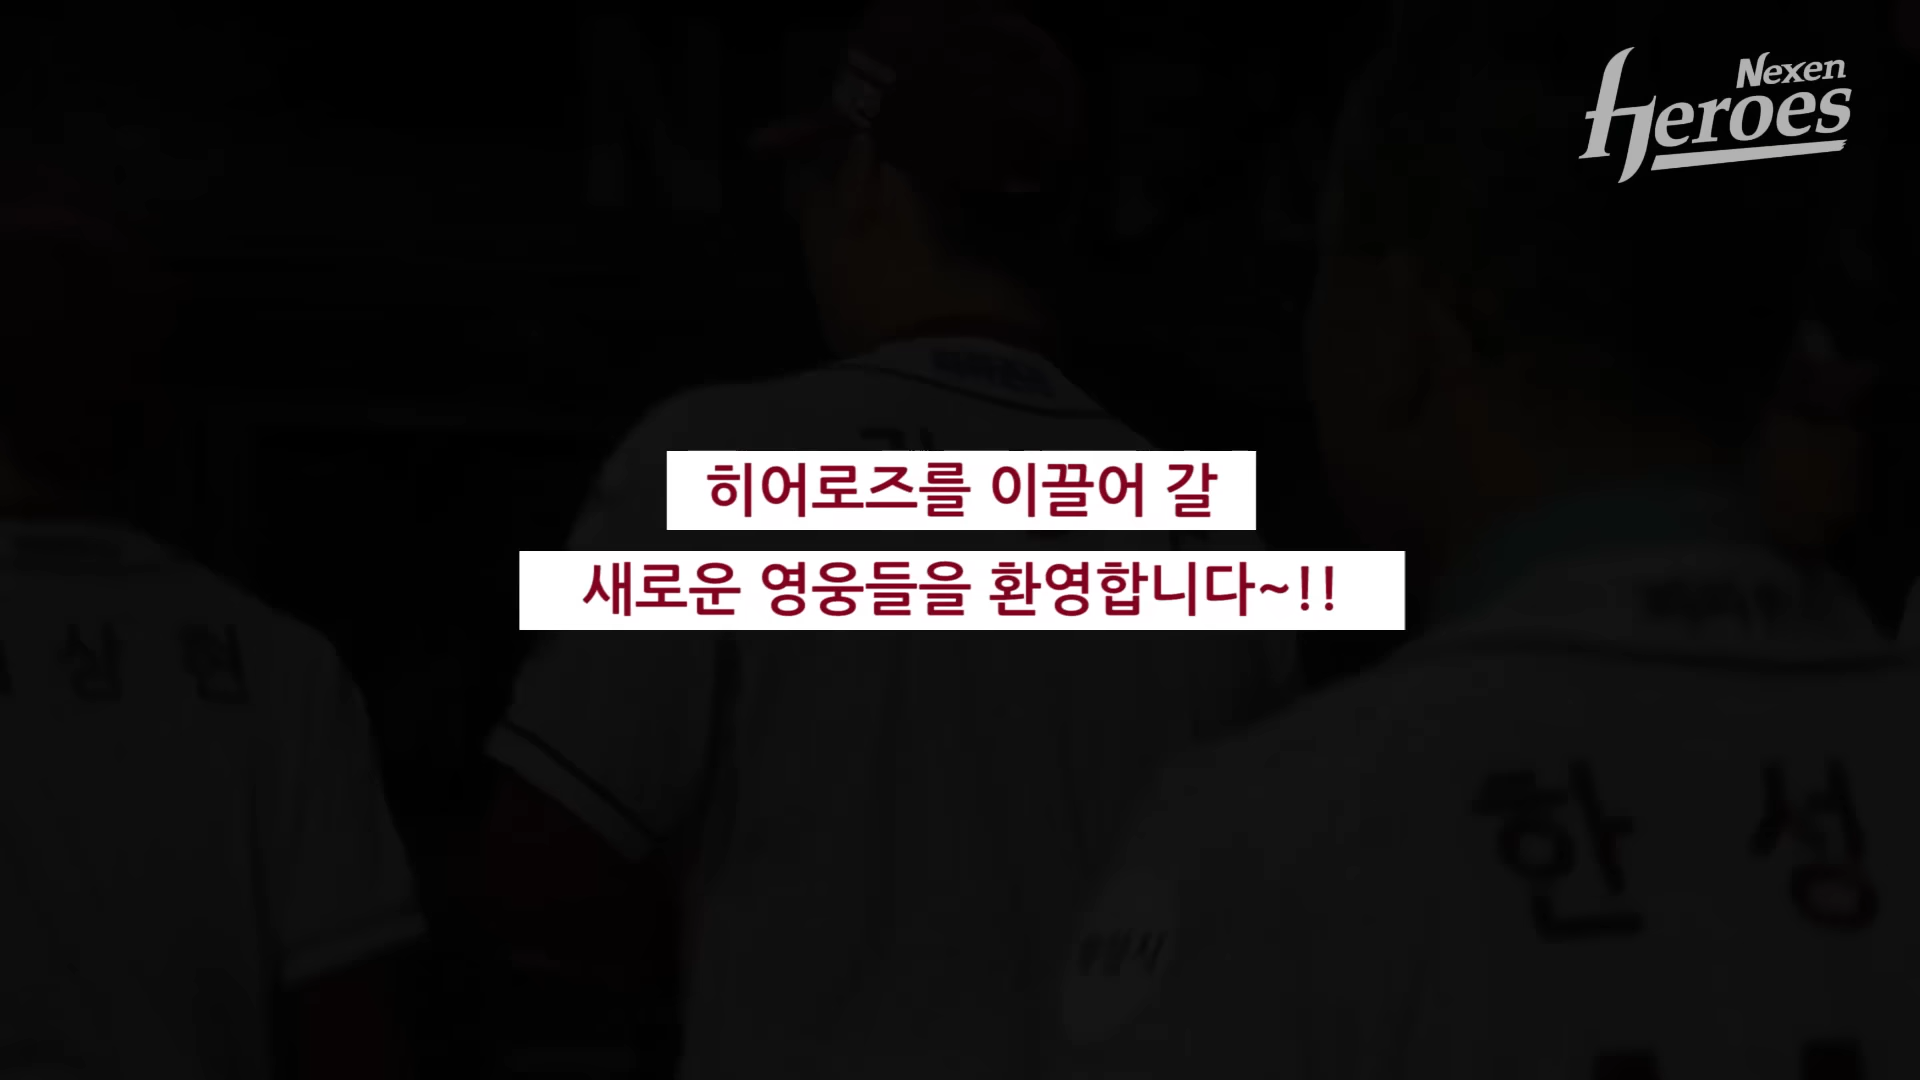 Nexen
Heroes
히어로즈를 이끌어 갈
새로운 영웅들을 환영합니다~!!
한 성